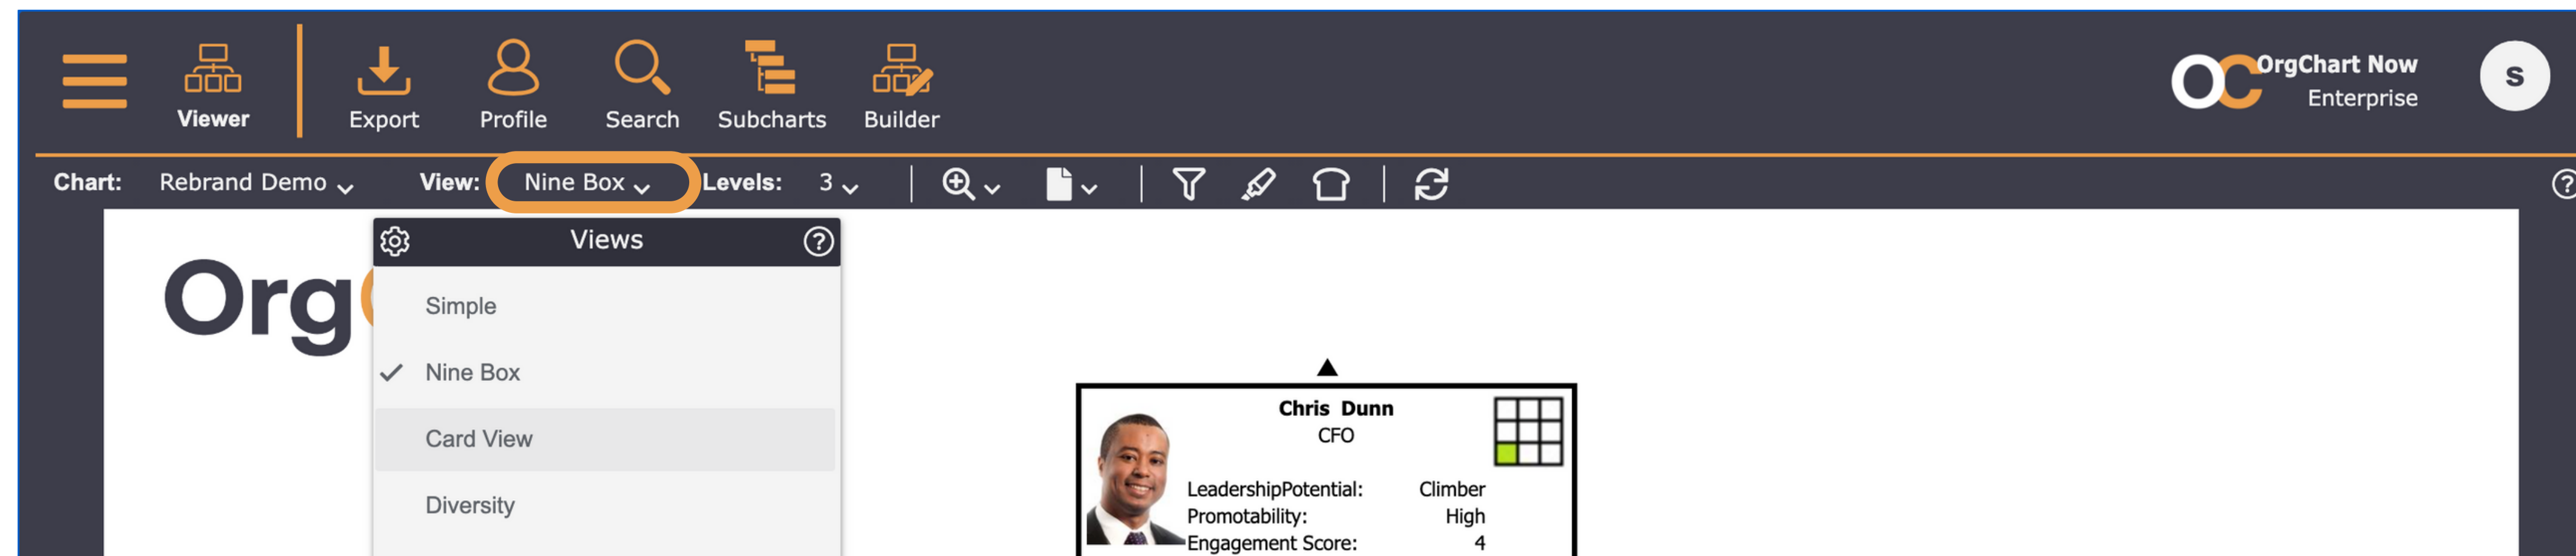 Viewer
Export
Profile
Search
Subcharts
Builder
OC OrgChart Now
Enterprise
S
Chart: Rebrand Demo View: Nine Box Levels: 3
?
Views ?
Org
Simple
Nine Box
Card View
Diversity
Chris Dunn
CFO
LeadershipPotential: Climber
Promotability: High
Engagement Score: 4